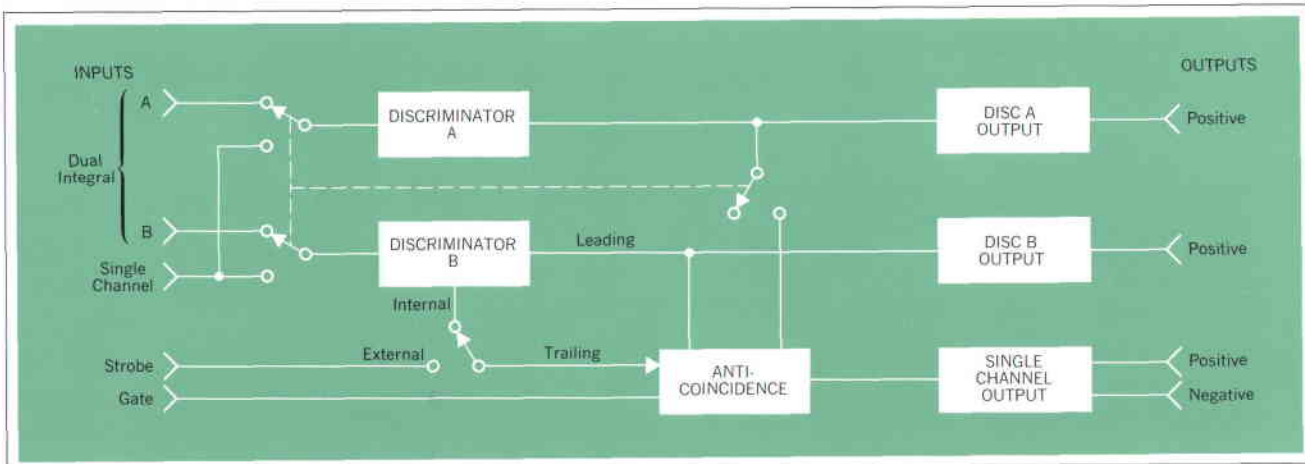 INPUTS
OUTPUTS
A
DISCRIMINATOR
A
DISC A
OUTPUT
Positive
Dual
Integral
B
DISCRIMINATOR
B
Leading
DISC B
OUTPUT
Positive
Single
Channel
Internal
Strobe
External
Trailing
ANTI-
COINCIDENCE
SINGLE
CHANNEL
OUTPUT
Positive
Negative
Gate